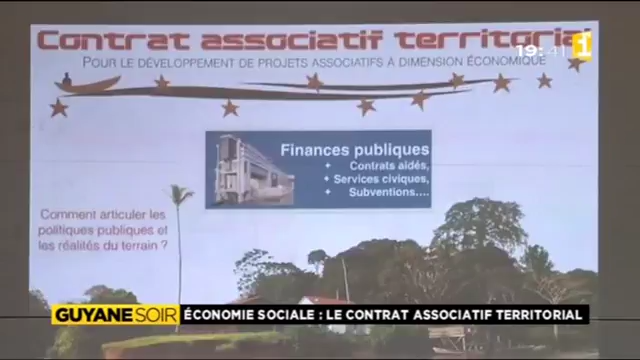 Contrat associatif territorial
19:41 1
POUR LE DÉVELOPPEMENT DE PROJETS ASSOCIATIFS À DIMENSION ÉCONOMIQUE
Finances publiques
Contrats aidés,
Services civiques,
Subventions....
Comment articuler les
politiques publiques et
les réalités du terrain ?
GUYANE SOIR ÉCONOMIE SOCIALE : LE CONTRAT ASSOCIATIF TERRITORIAL